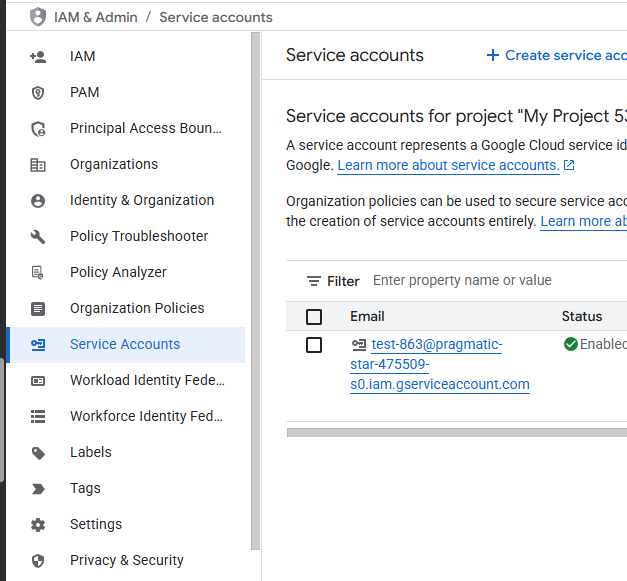 IAM & Admin / Service accounts
IAM
PAM
Principal Access Boun...
Organizations
Identity & Organization
Policy Troubleshooter
Policy Analyzer
Organization Policies
Service Accounts
Workload Identity Fede...
Workforce Identity Fed...
Labels
Tags
Settings
Privacy & Security
Service accounts
+ Create service acc
Service accounts for project "My Project 53
A service account represents a Google Cloud service id
Google. Learn more about service accounts.
Organization policies can be used to secure service acc
the creation of service accounts entirely. Learn more ab
Filter Enter property name or value
Email Status
test-863@pragmatic- Enabled
star-475509-
s0.iam.gserviceaccount.com